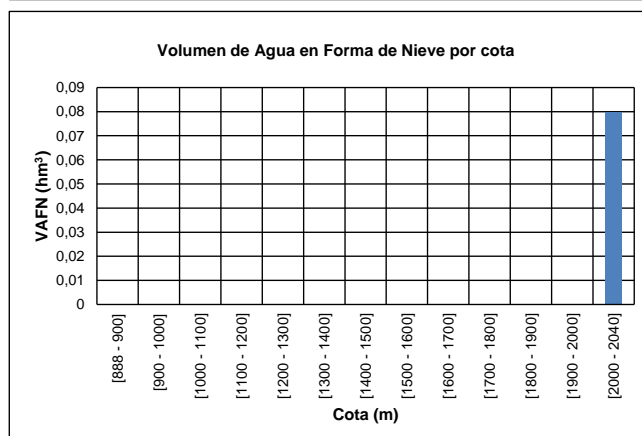 Volumen de Agua en Forma de Nieve por cota
VAFN (hm³)
0,09
0,08
0,07
0,06
0,05
0,04
0,03
0,02
0,01
0
[888 - 900]
[900 - 1000]
[1000 - 1100]
[1100 - 1200]
[1200 - 1300]
[1300 - 1400]
[1400 - 1500]
[1500 - 1600]
[1600 - 1700]
[1700 - 1800]
[1800 - 1900]
[1900 - 2000]
[2000 - 2040]
Cota (m)